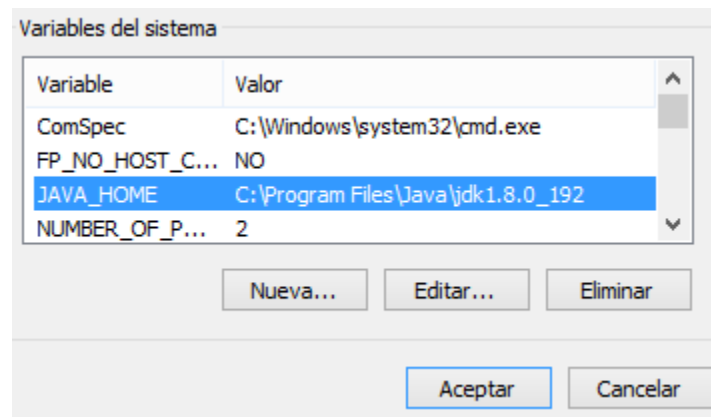 Variables del sistema
Variable Valor
ComSpec C:\Windows\system32\cmd.exe
FP_NO_HOST_C... NO
JAVA_HOME C:\Program Files\Java\jdk1.8.0_192
NUMBER_OF_P... 2
Nueva... Editar... Eliminar
Aceptar Cancelar